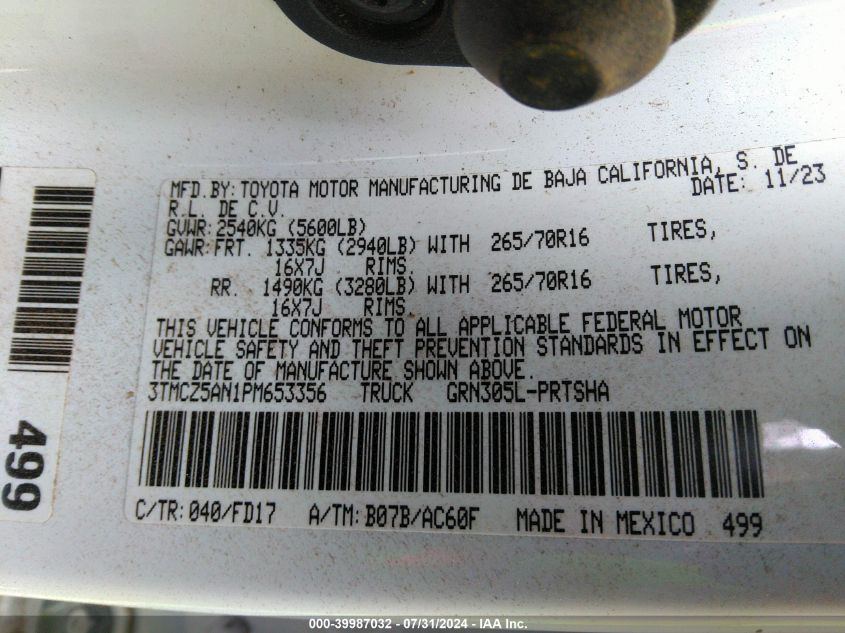 MFD.BY:TOYOTA MOTOR MANUFACTURING DE BAJA CALIFORNIA, S. DE
R.L. DE C.V. DATE: 11/23
GVWR:2540KG (5600LB)
GAWR:FRT. 1335KG (2940LB) WITH 265/70R16 TIRES,
16X7J RIMS,
RR. 1490KG (3280LB) WITH 265/70R16 TIRES,
16X7J RIMS
THIS VEHICLE CONFORMS TO ALL APPLICABLE FEDERAL MOTOR
VEHICLE SAFETY AND THEFT PREVENTION STANDARDS IN EFFECT ON
THE DATE OF MANUFACTURE SHOWN ABOVE.
3TMCZ5AN1PM653356 TRUCK GRN305L-PRTSHA
C/TR:040/FD17 A/TM:B07B/AC60F MADE IN MEXICO 499
499
000-39987032 - 07/31/2024 - IAA Inc.